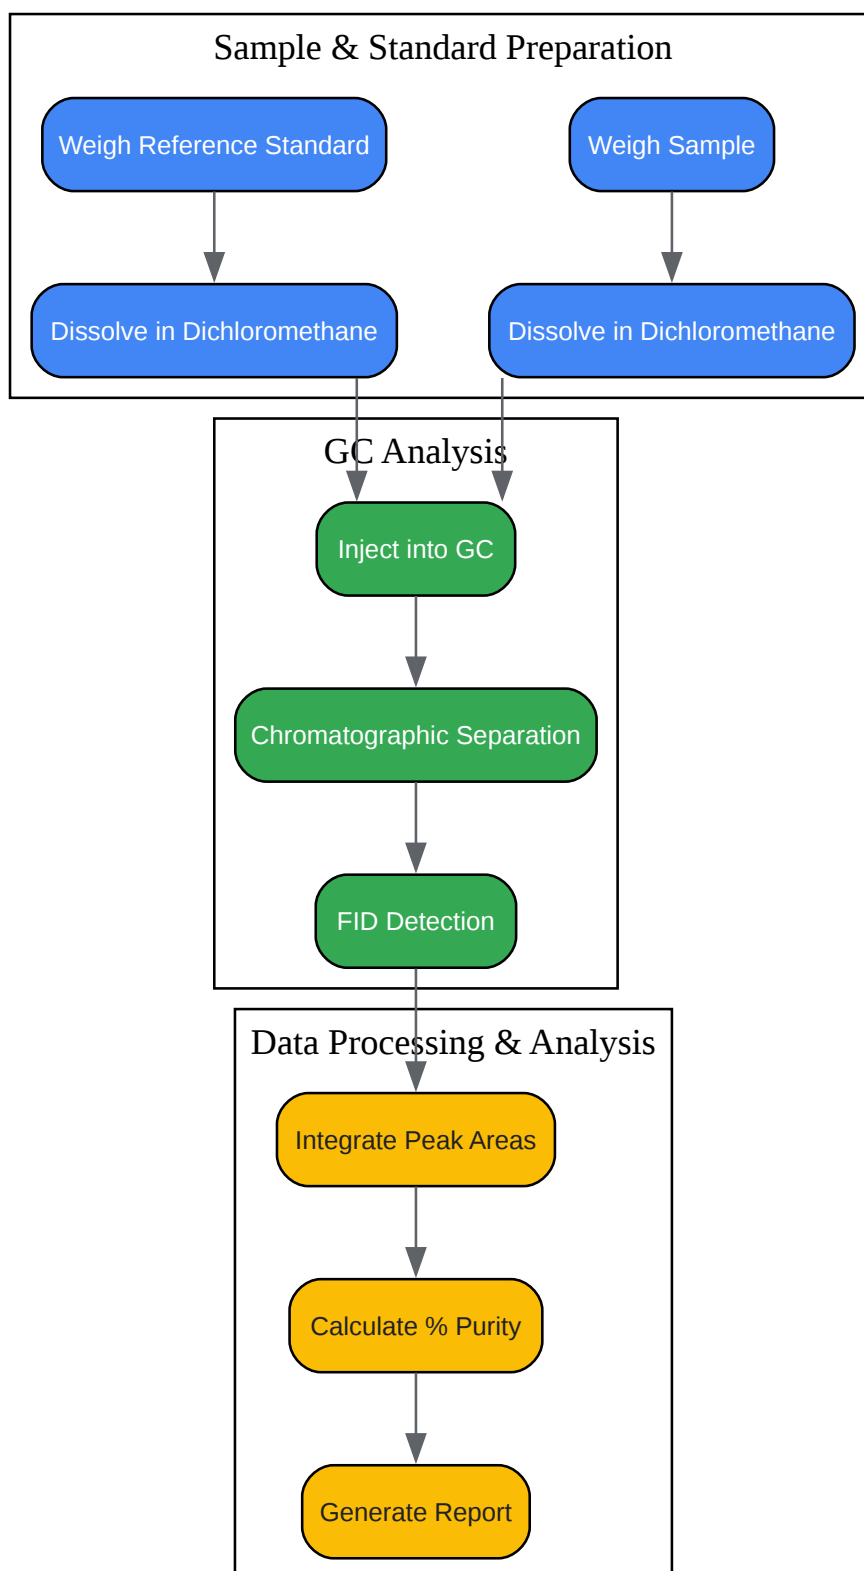 Sample & Standard Preparation
Weigh Reference Standard
Weigh Sample
Dissolve in Dichloromethane
Dissolve in Dichloromethane
GC Analysis
Inject into GC
Chromatographic Separation
FID Detection
Data Processing & Analysis
Integrate Peak Areas
Calculate % Purity
Generate Report